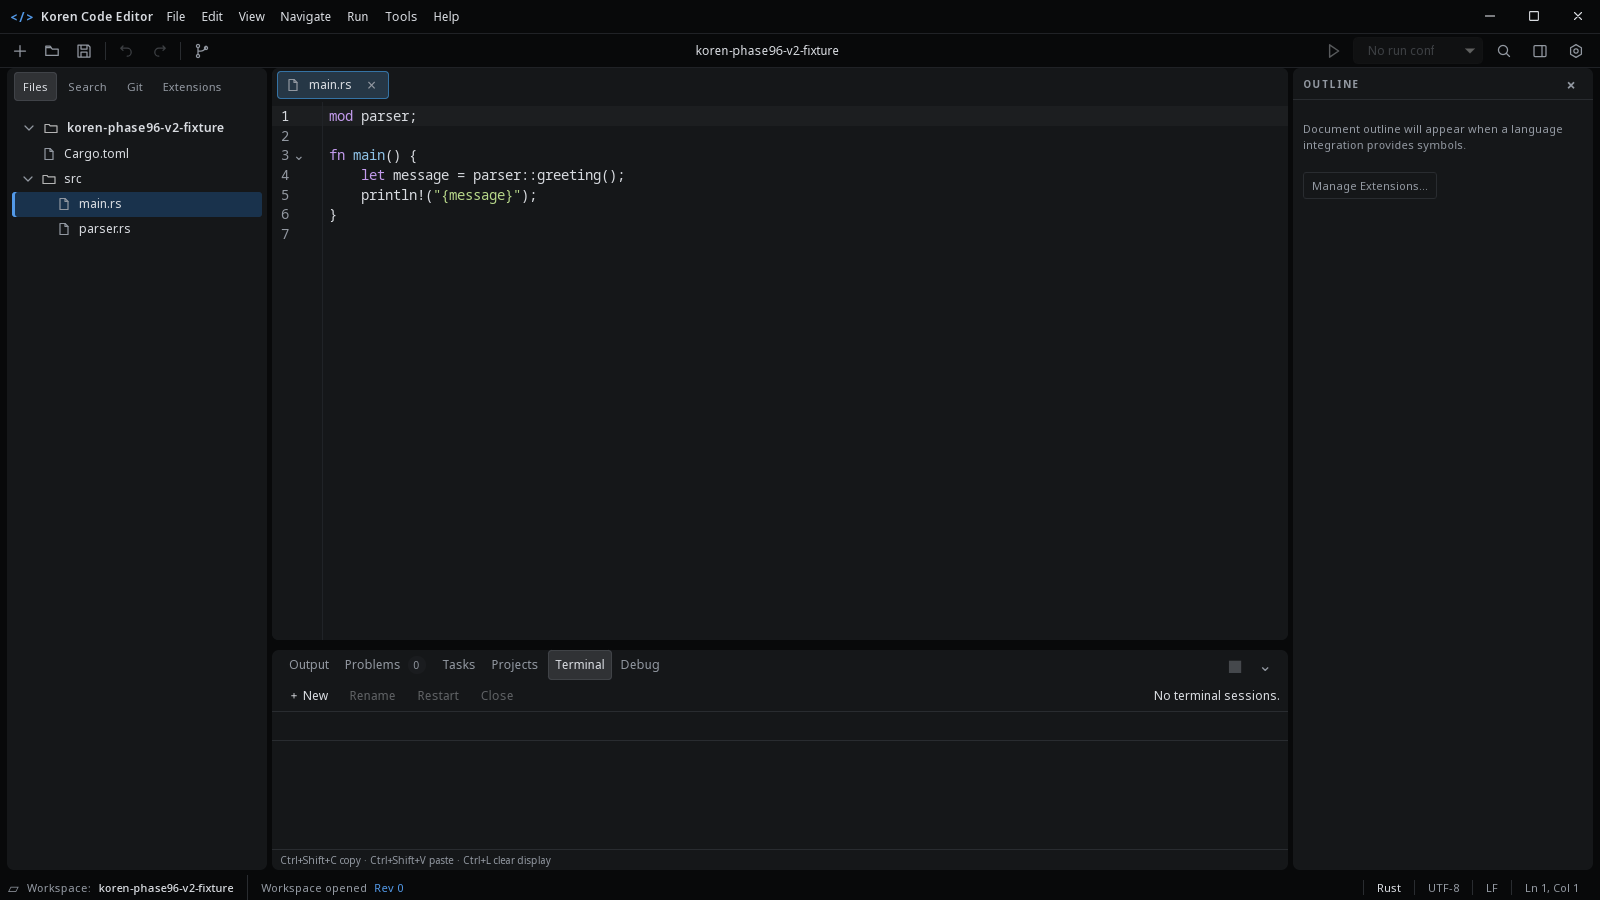 </> Koren Code Editor File Edit View Navigate Run Tools Help
koren-phase96-v2-fixture No run conf
Files Search Git Extensions
koren-phase96-v2-fixture
Cargo.toml
src
main.rs
parser.rs
main.rs ×
1 mod parser;
2
3 fn main() {
4     let message = parser::greeting();
5     println!("{message}");
6 }
7
OUTLINE ×
Document outline will appear when a language
integration provides symbols.
Manage Extensions...
Output Problems 0 Tasks Projects Terminal Debug
+ New Rename Restart Close No terminal sessions.
Ctrl+Shift+C copy · Ctrl+Shift+V paste · Ctrl+L clear display
Workspace: koren-phase96-v2-fixture Workspace opened Rev 0 Rust UTF-8 LF Ln 1, Col 1